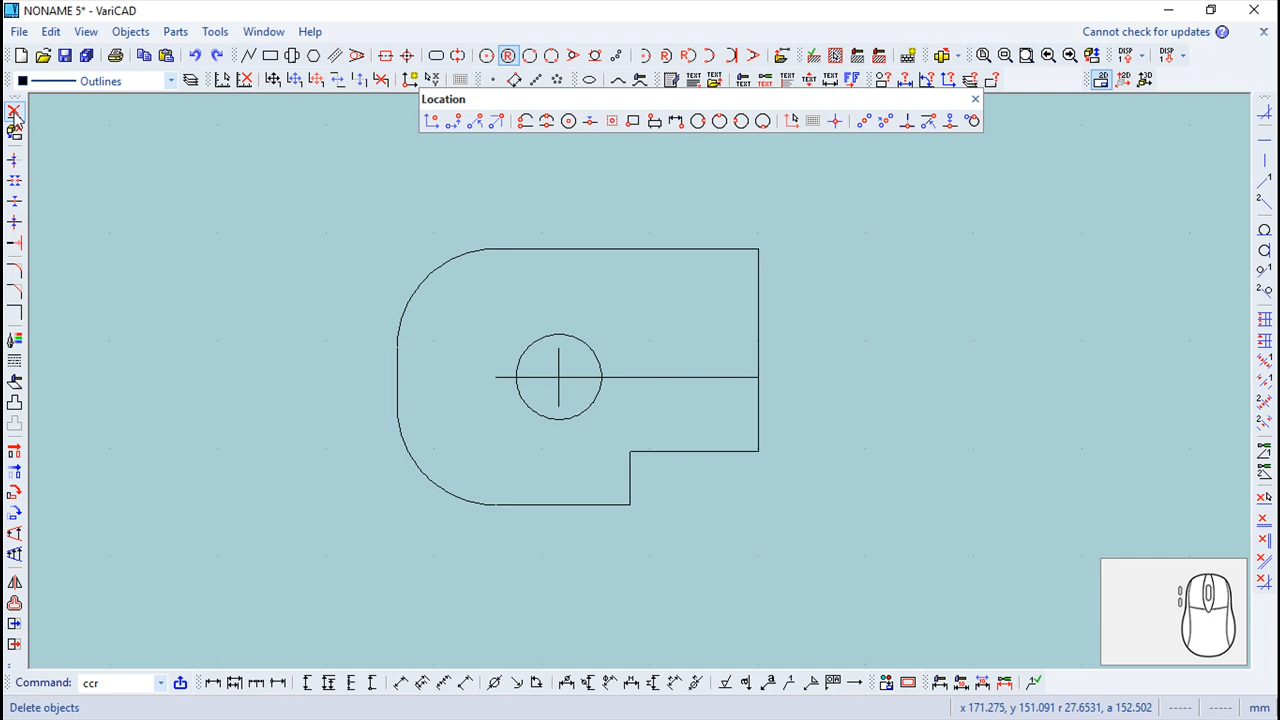 NONAME 5* - VariCAD
File Edit View Objects Parts Tools Window Help Cannot check for updates
Outlines
Location
Command: ccr
Delete objects x 171.275, y 151.091 r 27.6531, a 152.502 ----- ----- mm